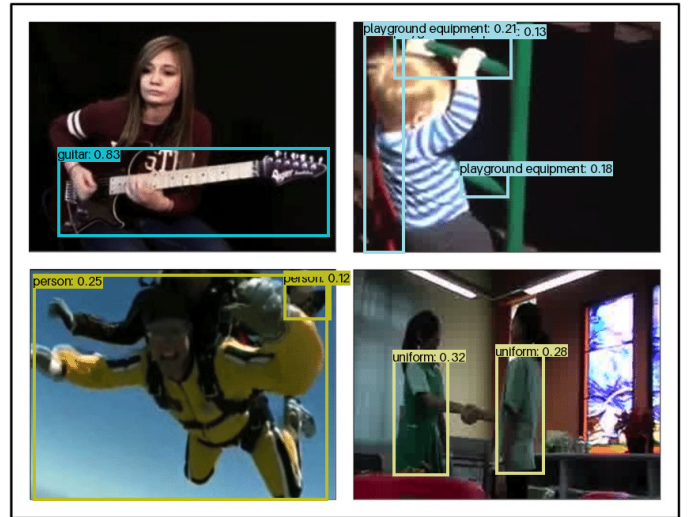 playground equipment: 0.21
: 0.13
guitar: 0.83
playground equipment: 0.18
person: 0.25
person: 0.12
uniform: 0.32
uniform: 0.28